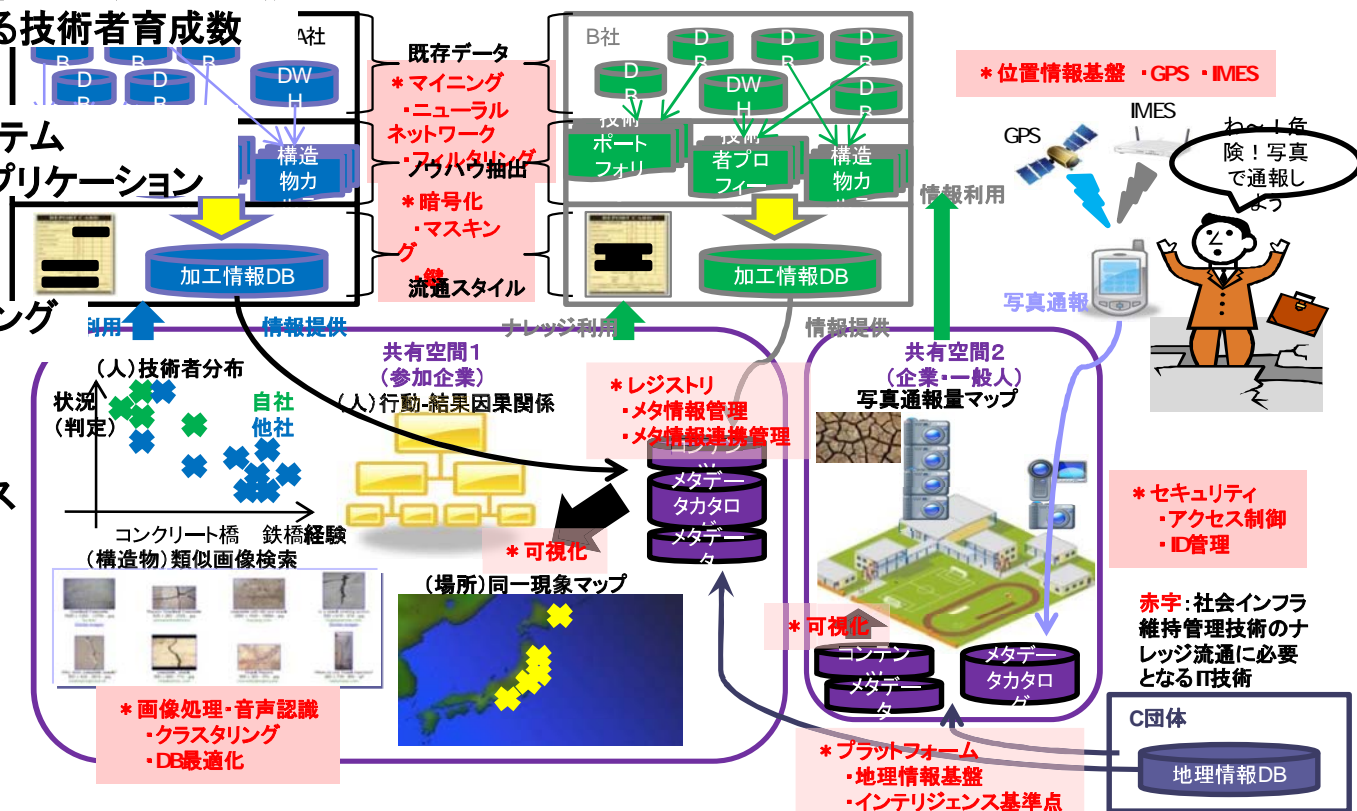 る技術者育成数
A社
DB
DB
DB
DB
DB
DWH
テム
プリケーション
構造
物カ
加工情報DB
ング
利用
情報提供
既存データ
*マイニング
・ニューラル
ネットワーク
・フィルタリング
ノウハウ抽出
*暗号化
・マスキン
グ
・鍵
流通スタイル
B社
DB
DB
DB
DB
DB
DWH
技術
ポート
フォリ
技術
者プロ
フィー
構造
物カ
加工情報DB
ナレッジ利用
情報提供
情報利用
*位置情報基盤 ・GPS ・IMES
GPS
IMES
わ~!危
険!写真
で通報し
よう
写真通報
共有空間1
(参加企業)
(人)技術者分布
状況
(判定)
自社
他社
コンクリート橋 鉄橋
経験
(人)行動-結果因果関係
*レジストリ
・メタ情報管理
・メタ情報連携管理
コンテン
ツ
メタデー
タカタロ
グ
メタデー
タ
*可視化
(構造物)類似画像検索
(場所)同一現象マップ
*画像処理・音声認識
・クラスタリング
・DB最適化
共有空間2
(企業・一般人)
写真通報量マップ
*可視化
コンテン
ツ
メタデー
タ
メタデー
タカタロ
グ
*セキュリティ
・アクセス制御
・ID管理
赤字:社会インフラ
維持管理技術のナ
レッジ流通に必要
となるIT技術
*プラットフォーム
・地理情報基盤
・インテリジェンス基準点
C団体
地理情報DB
ス